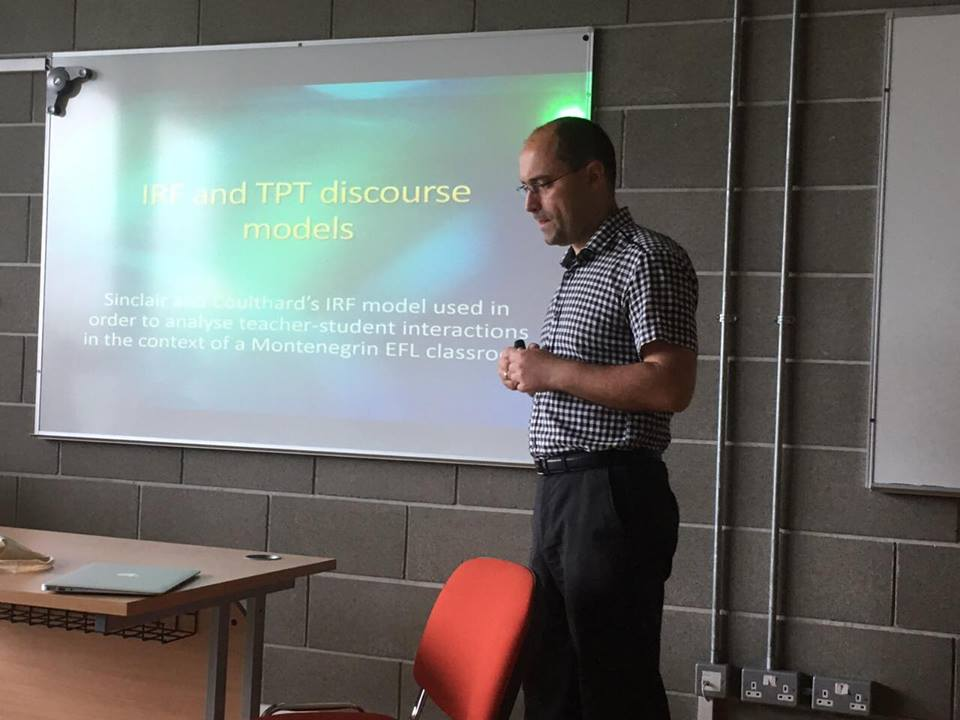 IRF and TPT discourse
models
Sinclair and Coulthard's IRF model used in
order to analyse teacher-student interactions
in the context of a Montenegrin EFL classroo